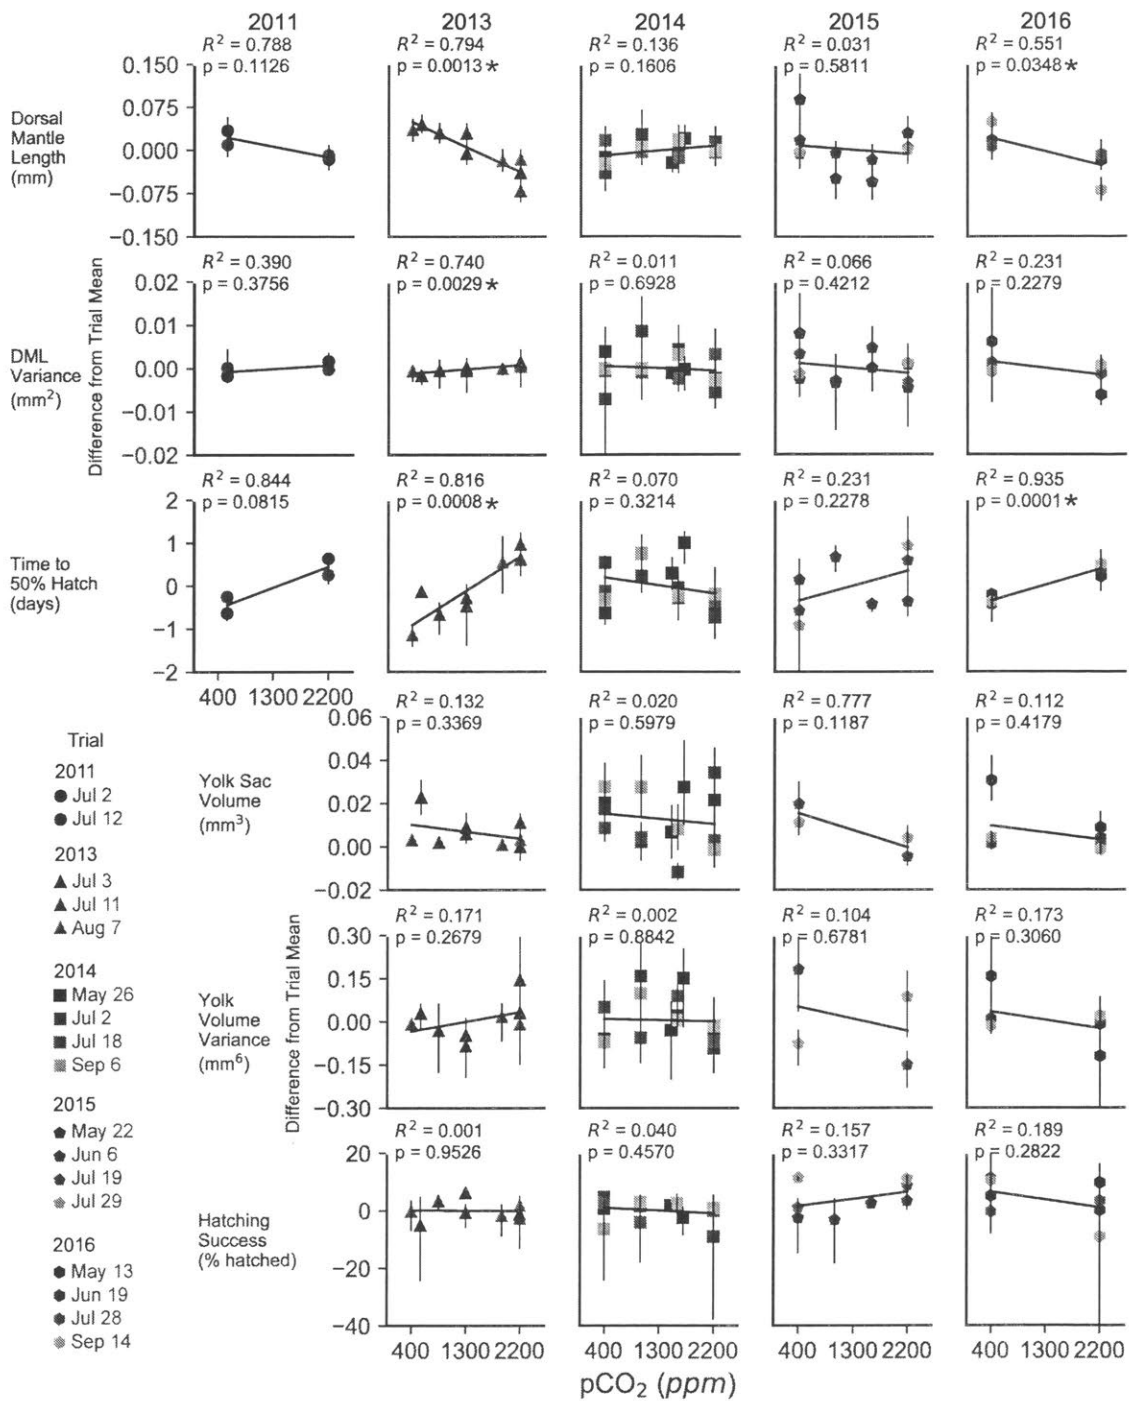 2011 2013 2014 2015 2016
R² = 0.788 R² = 0.794 R² = 0.136 R² = 0.031 R² = 0.551
p = 0.1126 p = 0.0013 * p = 0.1606 p = 0.5811 p = 0.0348 *
Dorsal
Mantle
Length
(mm)
0.150
0.075
0.000
−0.075
−0.150
Difference from Trial Mean
R² = 0.390 R² = 0.740 R² = 0.011 R² = 0.066 R² = 0.231
p = 0.3756 p = 0.0029 * p = 0.6928 p = 0.4212 p = 0.2279
DML
Variance
(mm²)
0.02
0.01
0.00
−0.01
−0.02
R² = 0.844 R² = 0.816 R² = 0.070 R² = 0.231 R² = 0.935
p = 0.0815 p = 0.0008 * p = 0.3214 p = 0.2278 p = 0.0001 *
Time to
50% Hatch
(days)
2
1
0
−1
−2
400 1300 2200
R² = 0.132 R² = 0.020 R² = 0.777 R² = 0.112
p = 0.3369 p = 0.5979 p = 0.1187 p = 0.4179
Yolk Sac
Volume
(mm³)
0.06
0.04
0.02
0.00
−0.02
R² = 0.171 R² = 0.002 R² = 0.104 R² = 0.173
p = 0.2679 p = 0.8842 p = 0.6781 p = 0.3060
Yolk
Volume
Variance
(mm⁶)
0.30
0.15
0.00
−0.15
−0.30
Difference from Trial Mean
R² = 0.001 R² = 0.040 R² = 0.157 R² = 0.189
p = 0.9526 p = 0.4570 p = 0.3317 p = 0.2822
Hatching
Success
(% hatched)
20
0
−20
−40
400 1300 2200 400 1300 2200 400 1300 2200 400 1300 2200
pCO₂ (ppm)
Trial
2011
Jul 2
Jul 12
2013
Jul 3
Jul 11
Aug 7
2014
May 26
Jul 2
Jul 18
Sep 6
2015
May 22
Jun 6
Jul 19
Jul 29
2016
May 13
Jun 19
Jul 28
Sep 14